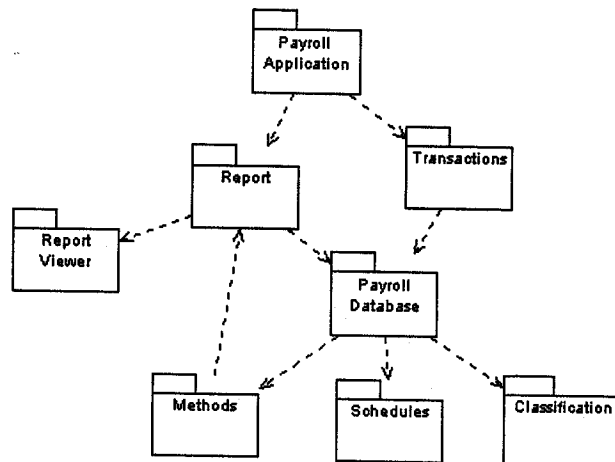 Payroll
Application
Report
Transactions
Report
Viewer
Payroll
Database
Methods
Schedules
Classification